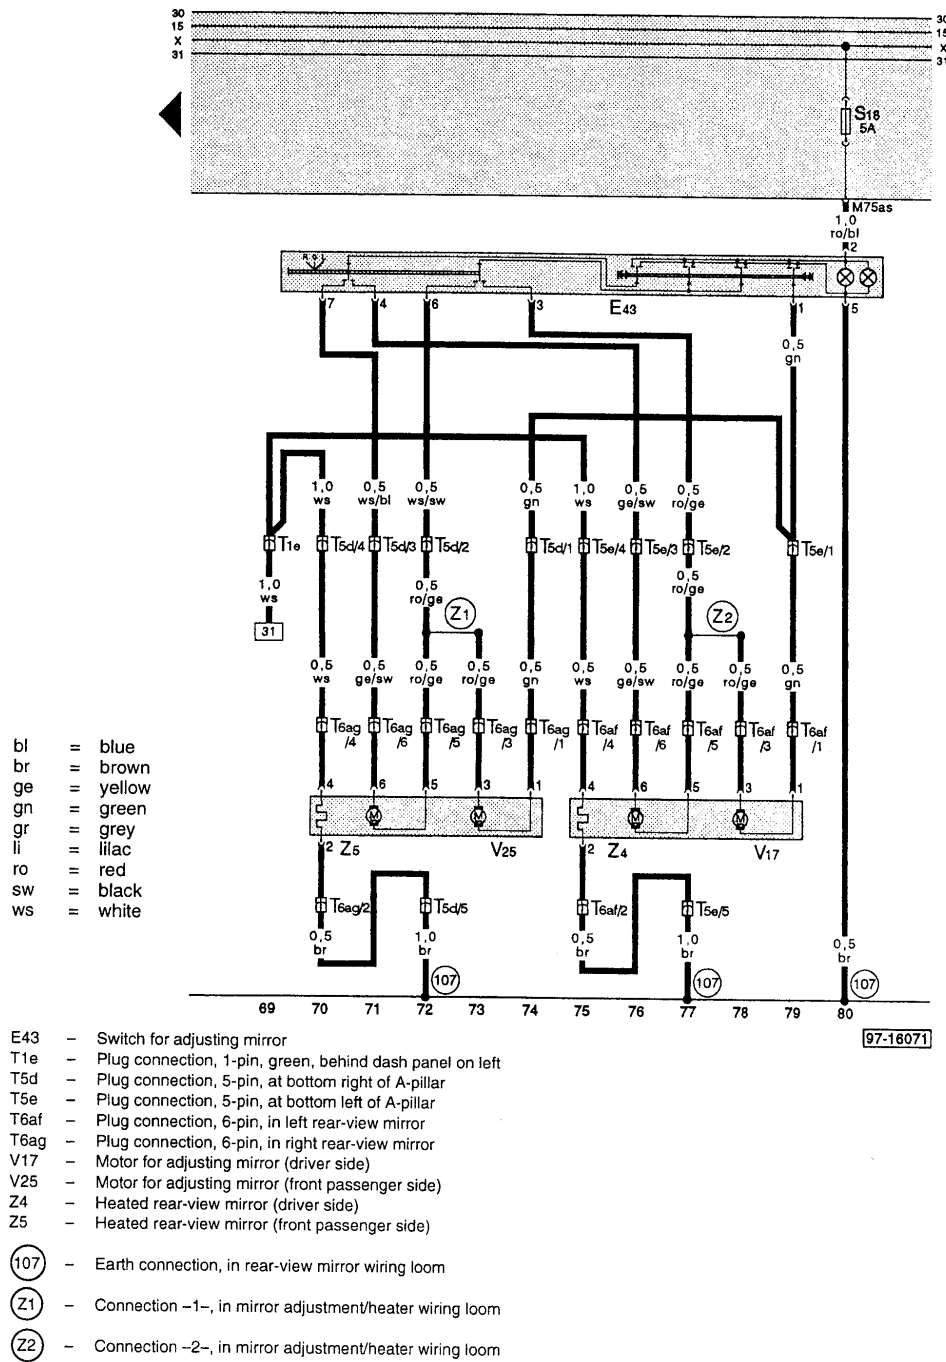 30 30
15 15
X X
31 31
S18
5A
M75as
1,0
ro/bl
2
R 0 L
7 4 6 3 E43 1 5
0,5
gn
1,0 0,5 0,5 0,5 1,0 0,5 0,5
ws ws/bl ws/sw gn ws ge/sw ro/ge
T1e T5d/4 T5d/3 T5d/2 T5d/1 T5e/4 T5e/3 T5e/2 T5e/1
1,0 0,5 0,5
ws ro/ge ro/ge
31 Z1 Z2
0,5 0,5 0,5 0,5 0,5 0,5 0,5 0,5 0,5 0,5
ws ge/sw ro/ge ro/ge gn ws ge/sw ro/ge ro/ge gn
T6ag T6ag T6ag T6ag T6ag T6af T6af T6af T6af T6af
/4 /6 /5 /3 /1 /4 /6 /5 /3 /1
4 6 5 3 1 4 6 5 3 1
M M M M
2 Z5 V25 2 Z4 V17
T6ag/2 T5d/5 T6af/2 T5e/5
0,5 1,0 0,5 1,0 0,5
br br br br br
107 107 107
69 70 71 72 73 74 75 76 77 78 79 80
97-16071
bl = blue
br = brown
ge = yellow
gn = green
gr = grey
li = lilac
ro = red
sw = black
ws = white
E43 – Switch for adjusting mirror
T1e – Plug connection, 1-pin, green, behind dash panel on left
T5d – Plug connection, 5-pin, at bottom right of A-pillar
T5e – Plug connection, 5-pin, at bottom left of A-pillar
T6af – Plug connection, 6-pin, in left rear-view mirror
T6ag – Plug connection, 6-pin, in right rear-view mirror
V17 – Motor for adjusting mirror (driver side)
V25 – Motor for adjusting mirror (front passenger side)
Z4 – Heated rear-view mirror (driver side)
Z5 – Heated rear-view mirror (front passenger side)
107 – Earth connection, in rear-view mirror wiring loom
Z1 – Connection –1–, in mirror adjustment/heater wiring loom
Z2 – Connection –2–, in mirror adjustment/heater wiring loom